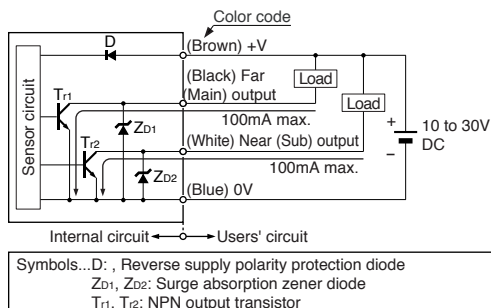 Color code
D
(Brown) +V
(Black) Far
(Main) output
Load
Load
100mA max.
Tr1
Tr2
ZD1
ZD2
Sensor circuit
(White) Near (Sub) output
100mA max.
+
10 to 30V
−
DC
(Blue) 0V
Internal circuit
Users' circuit
Symbols...D: , Reverse supply polarity protection diode
ZD1, ZD2: Surge absorption zener diode
Tr1, Tr2: NPN output transistor